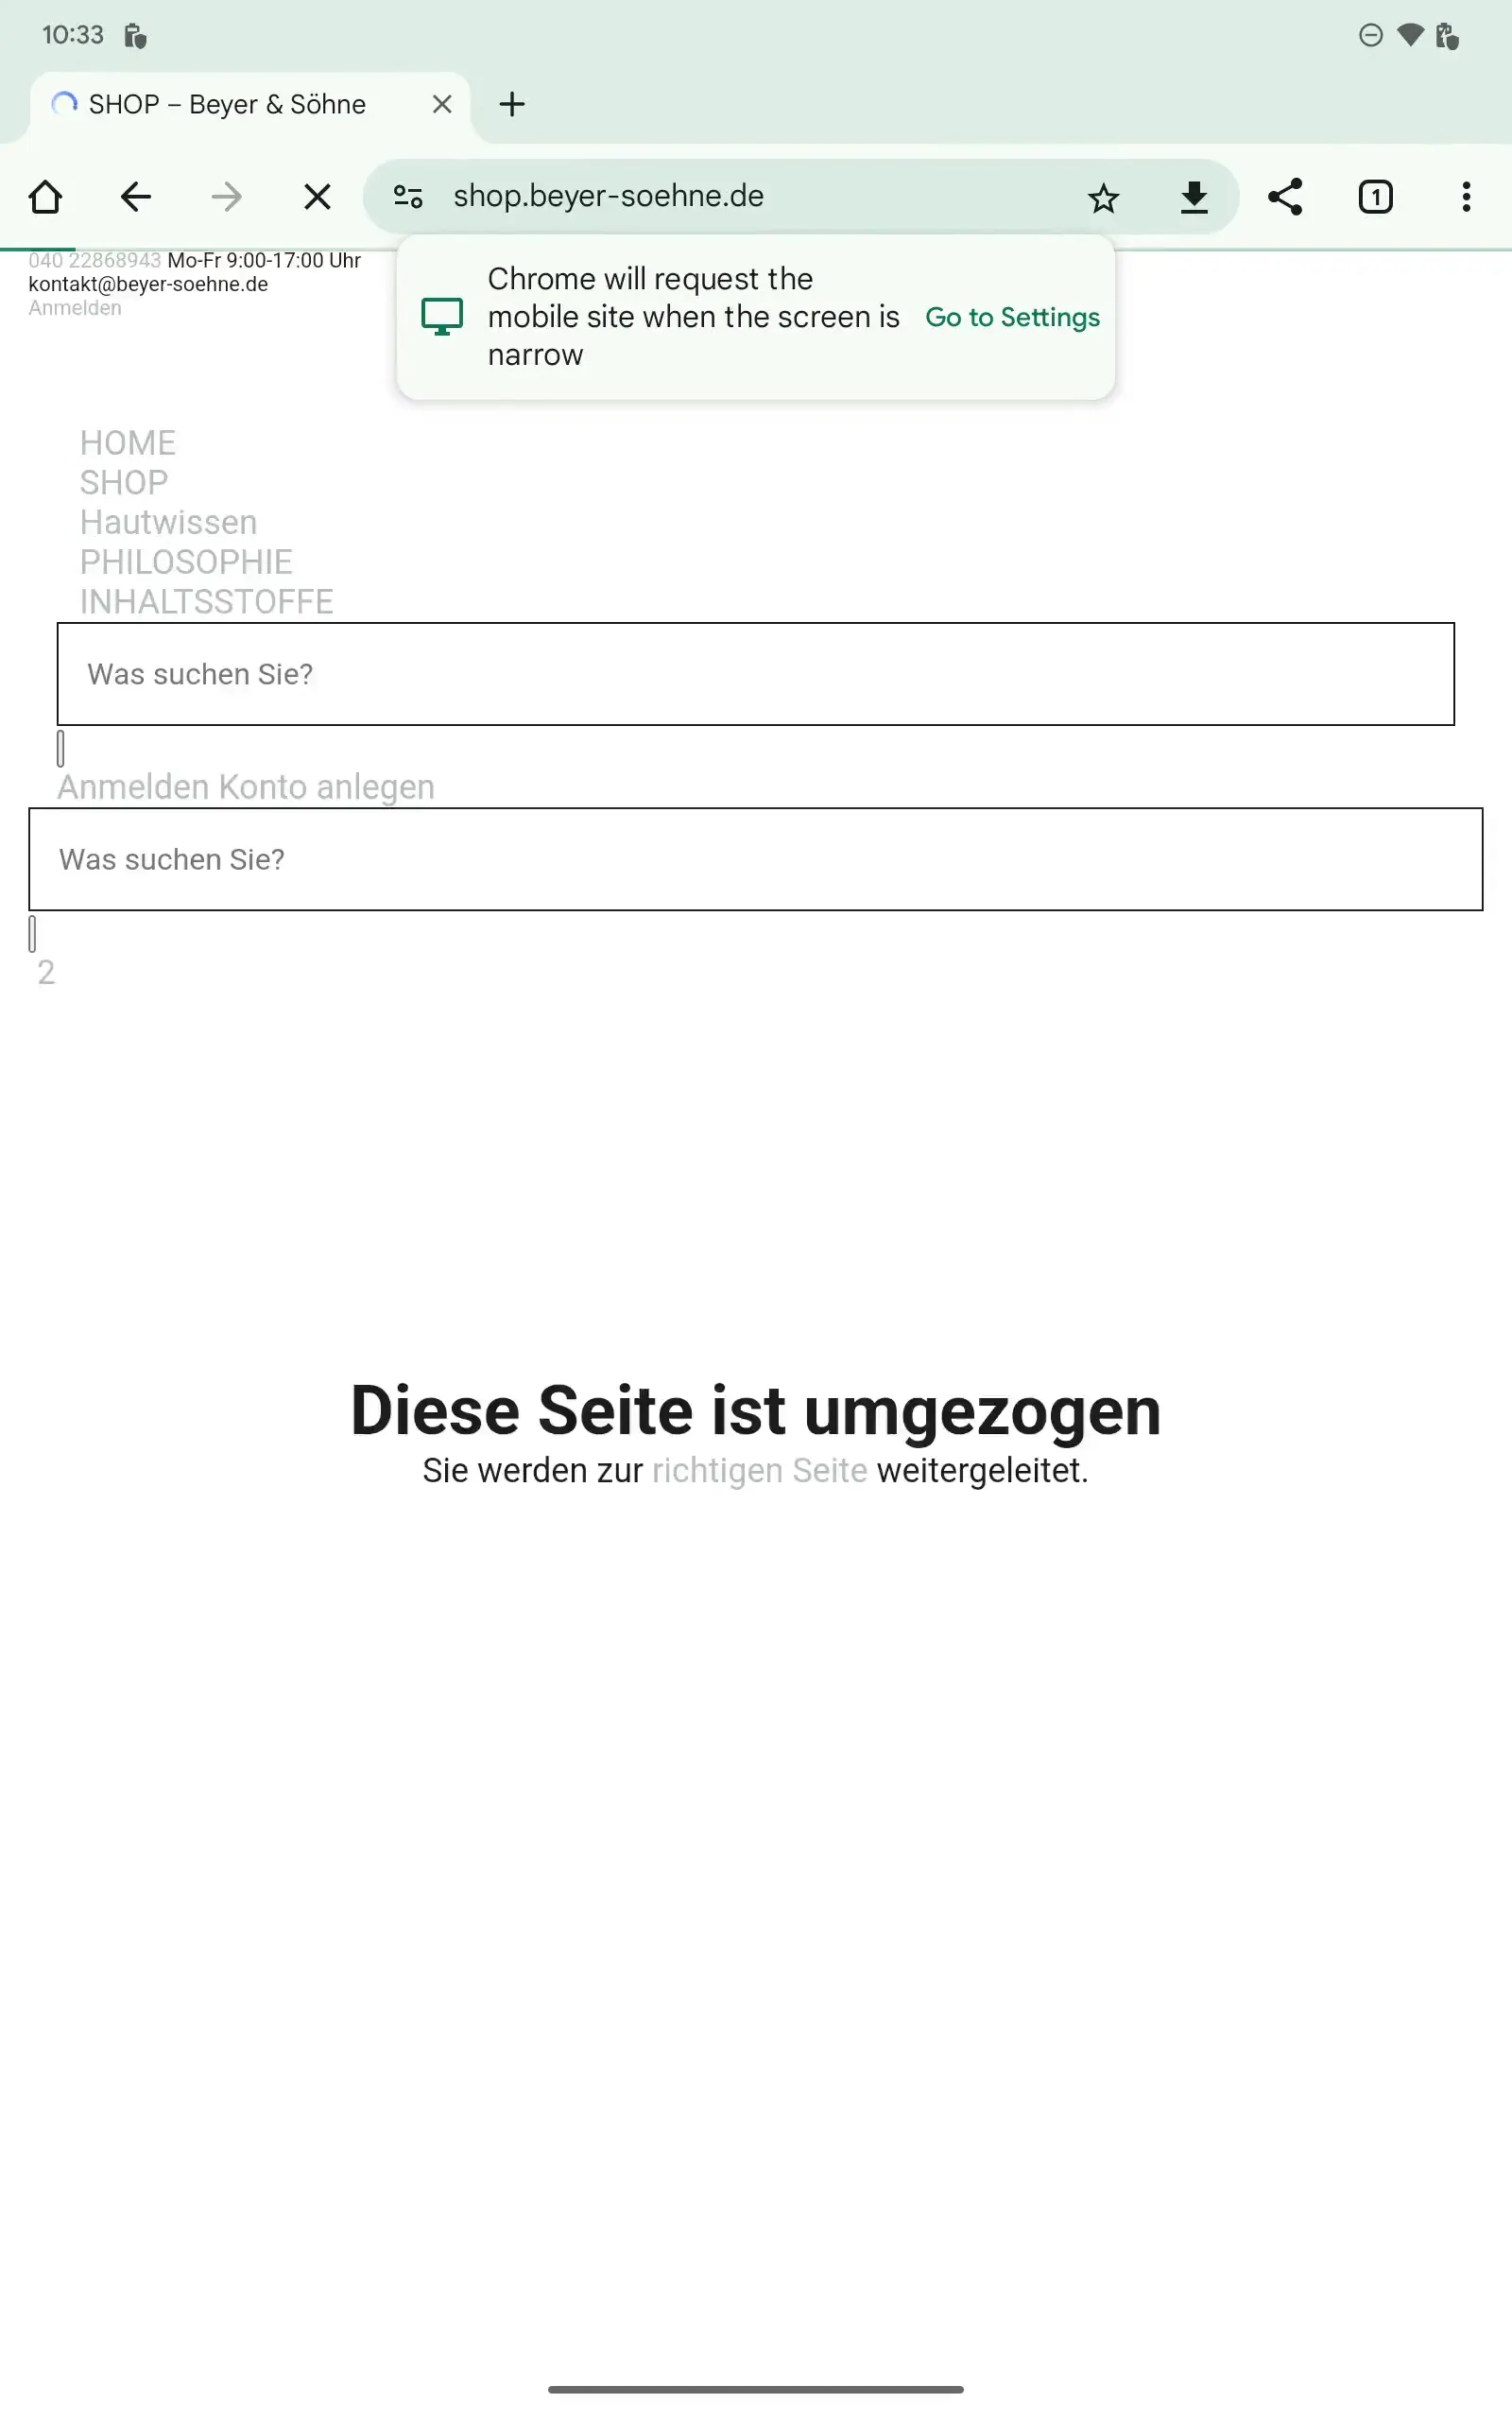 10:33
SHOP – Beyer & Söhne
shop.beyer-soehne.de
1
040 22868943 Mo-Fr 9:00-17:00 Uhr
kontakt@beyer-soehne.de
Anmelden
Chrome will request the
mobile site when the screen is
narrow
Go to Settings
HOME
SHOP
Hautwissen
PHILOSOPHIE
INHALTSSTOFFE
Was suchen Sie?
Anmelden Konto anlegen
Was suchen Sie?
2
Diese Seite ist umgezogen
Sie werden zur richtigen Seite weitergeleitet.